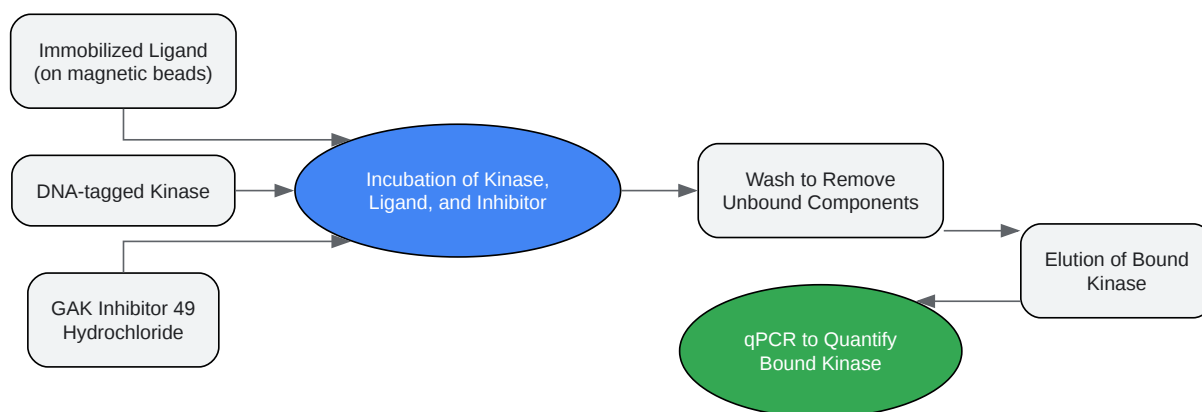 Immobilized Ligand
(on magnetic beads)
DNA-tagged Kinase
GAK Inhibitor 49
Hydrochloride
Incubation of Kinase,
Ligand, and Inhibitor
Wash to Remove
Unbound Components
Elution of Bound
Kinase
qPCR to Quantify
Bound Kinase